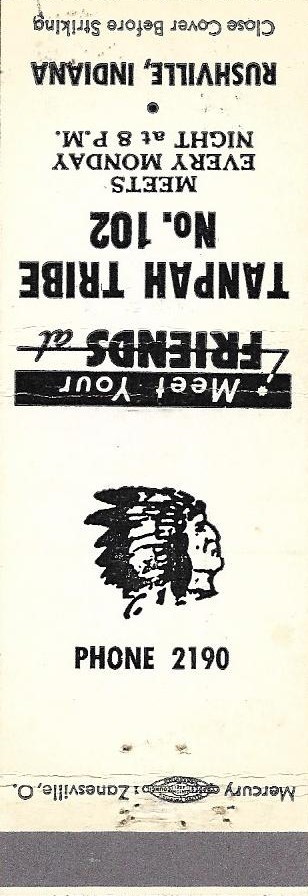 Close Cover Before Striking
RUSHVILLE, INDIANA
NIGHT at 8 P.M.
EVERY MONDAY
MEETS
No. 102
TANPAH TRIBE
FRIENDS at
Meet Your
PHONE 2190
Mercury Zanesville, O.